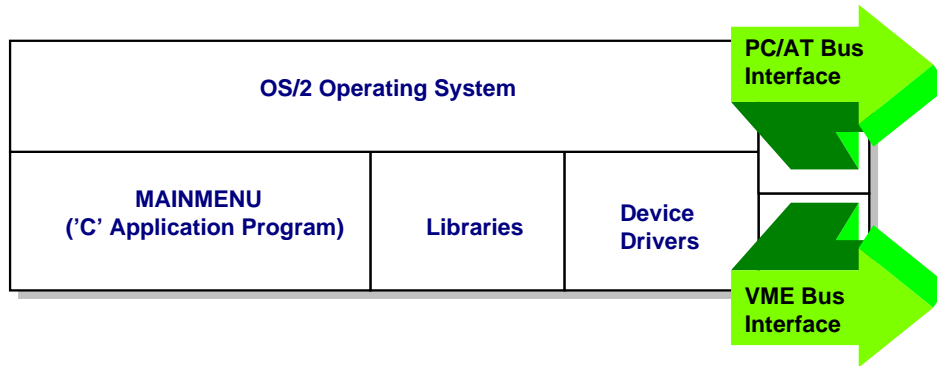 PC/AT Bus
Interface
OS/2 Operating System
MAINMENU
(’C’ Application Program)
Libraries
Device
Drivers
VME Bus
Interface